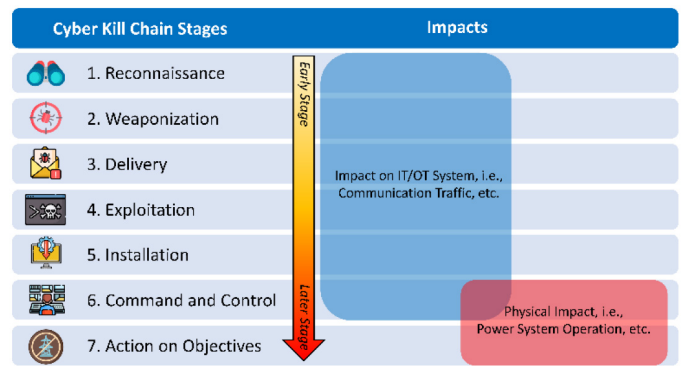 Cyber Kill Chain Stages
Impacts
1. Reconnaissance
2. Weaponization
3. Delivery
4. Exploitation
5. Installation
6. Command and Control
7. Action on Objectives
Early Stage
Later Stage
Impact on IT/OT System, i.e.,
Communication Traffic, etc.
Physical Impact, i.e.,
Power System Operation, etc.